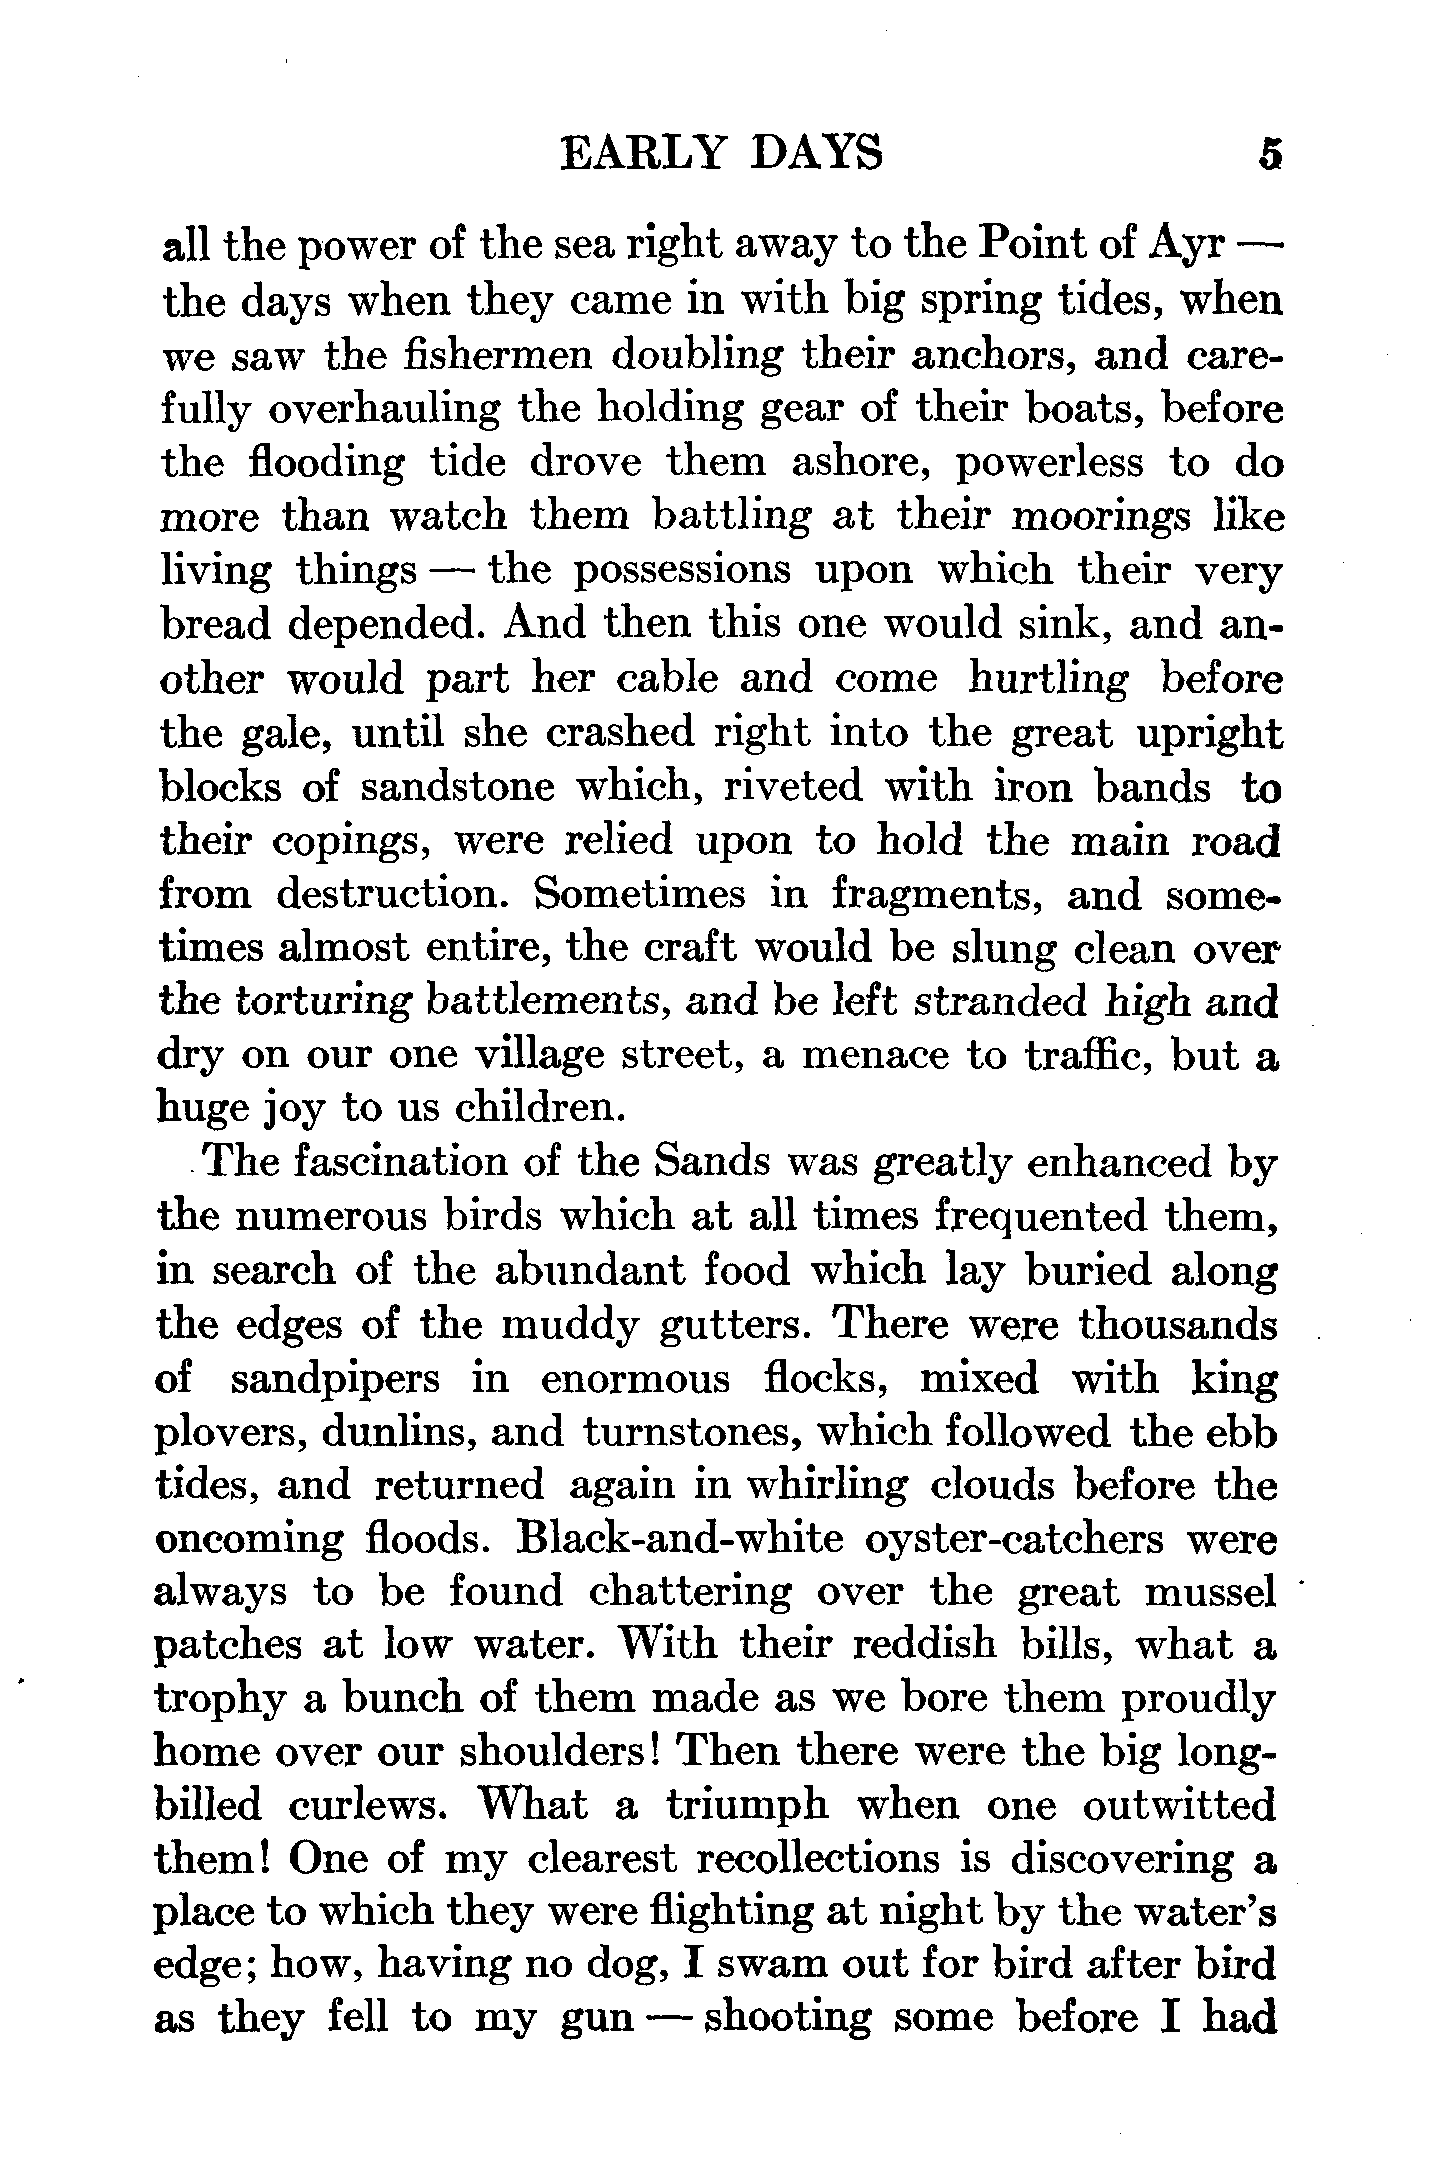 EARLY DAYS 5
all the power of the sea right away to the Point of Ayr —
the days when they came in with big spring tides, when
we saw the fishermen doubling their anchors, and care-
fully overhauling the holding gear of their boats, before
the flooding tide drove them ashore, powerless to do
more than watch them battling at their moorings like
living things — the possessions upon which their very
bread depended. And then this one would sink, and an-
other would part her cable and come hurtling before
the gale, until she crashed right into the great upright
blocks of sandstone which, riveted with iron bands to
their copings, were relied upon to hold the main road
from destruction. Sometimes in fragments, and some-
times almost entire, the craft would be slung clean over
the torturing battlements, and be left stranded high and
dry on our one village street, a menace to traffic, but a
huge joy to us children.
The fascination of the Sands was greatly enhanced by
the numerous birds which at all times frequented them,
in search of the abundant food which lay buried along
the edges of the muddy gutters. There were thousands
of sandpipers in enormous flocks, mixed with king
plovers, dunlins, and turnstones, which followed the ebb
tides, and returned again in whirling clouds before the
oncoming floods. Black-and-white oyster-catchers were
always to be found chattering over the great mussel
patches at low water. With their reddish bills, what a
trophy a bunch of them made as we bore them proudly
home over our shoulders! Then there were the big long-
billed curlews. What a triumph when one outwitted
them! One of my clearest recollections is discovering a
place to which they were flighting at night by the water's
edge; how, having no dog, I swam out for bird after bird
as they fell to my gun — shooting some before I had